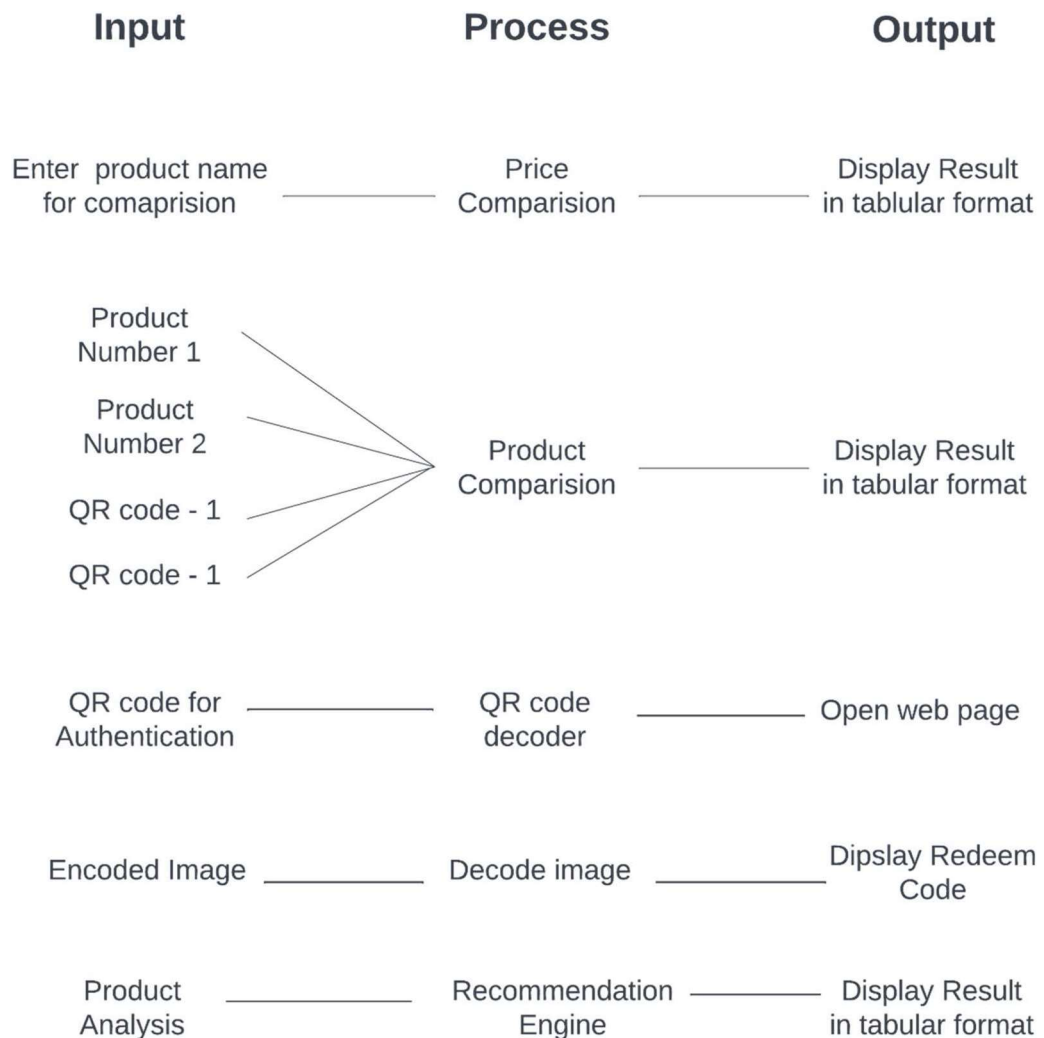 Input
Process
Output
Enter  product name
for comaprision
Price
Comparision
Display Result
in tablular format
Product
Number 1
Product
Number 2
QR code - 1
QR code - 1
Product
Comparision
Display Result
in tabular format
QR code for
Authentication
QR code
decoder
Open web page
Encoded Image
Decode image
Dipslay Redeem
Code
Product
Analysis
Recommendation
Engine
Display Result
in tabular format